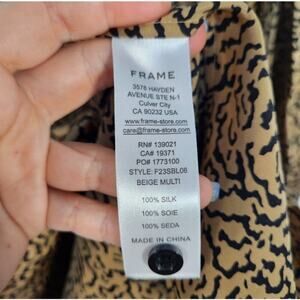 FRAME
3578 HAYDEN
AVENUE STE N-1
Culver City
CA 90232 USA
www.frame-store.com
care@frame-store.com
RN# 139021
CA# 19371
PO# 1773100
STYLE: F23SBL06
BEIGE MULTI
100% SILK
100% SOIE
100% SEDA
MADE IN CHINA